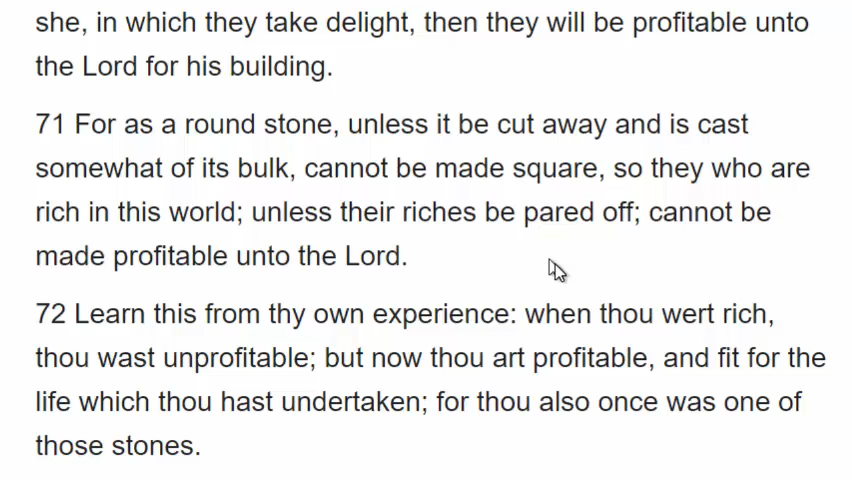 she, in which they take delight, then they will be profitable unto
the Lord for his building.
71 For as a round stone, unless it be cut away and is cast
somewhat of its bulk, cannot be made square, so they who are
rich in this world; unless their riches be pared off; cannot be
made profitable unto the Lord.
72 Learn this from thy own experience: when thou wert rich,
thou wast unprofitable; but now thou art profitable, and fit for the
life which thou hast undertaken; for thou also once was one of
those stones.